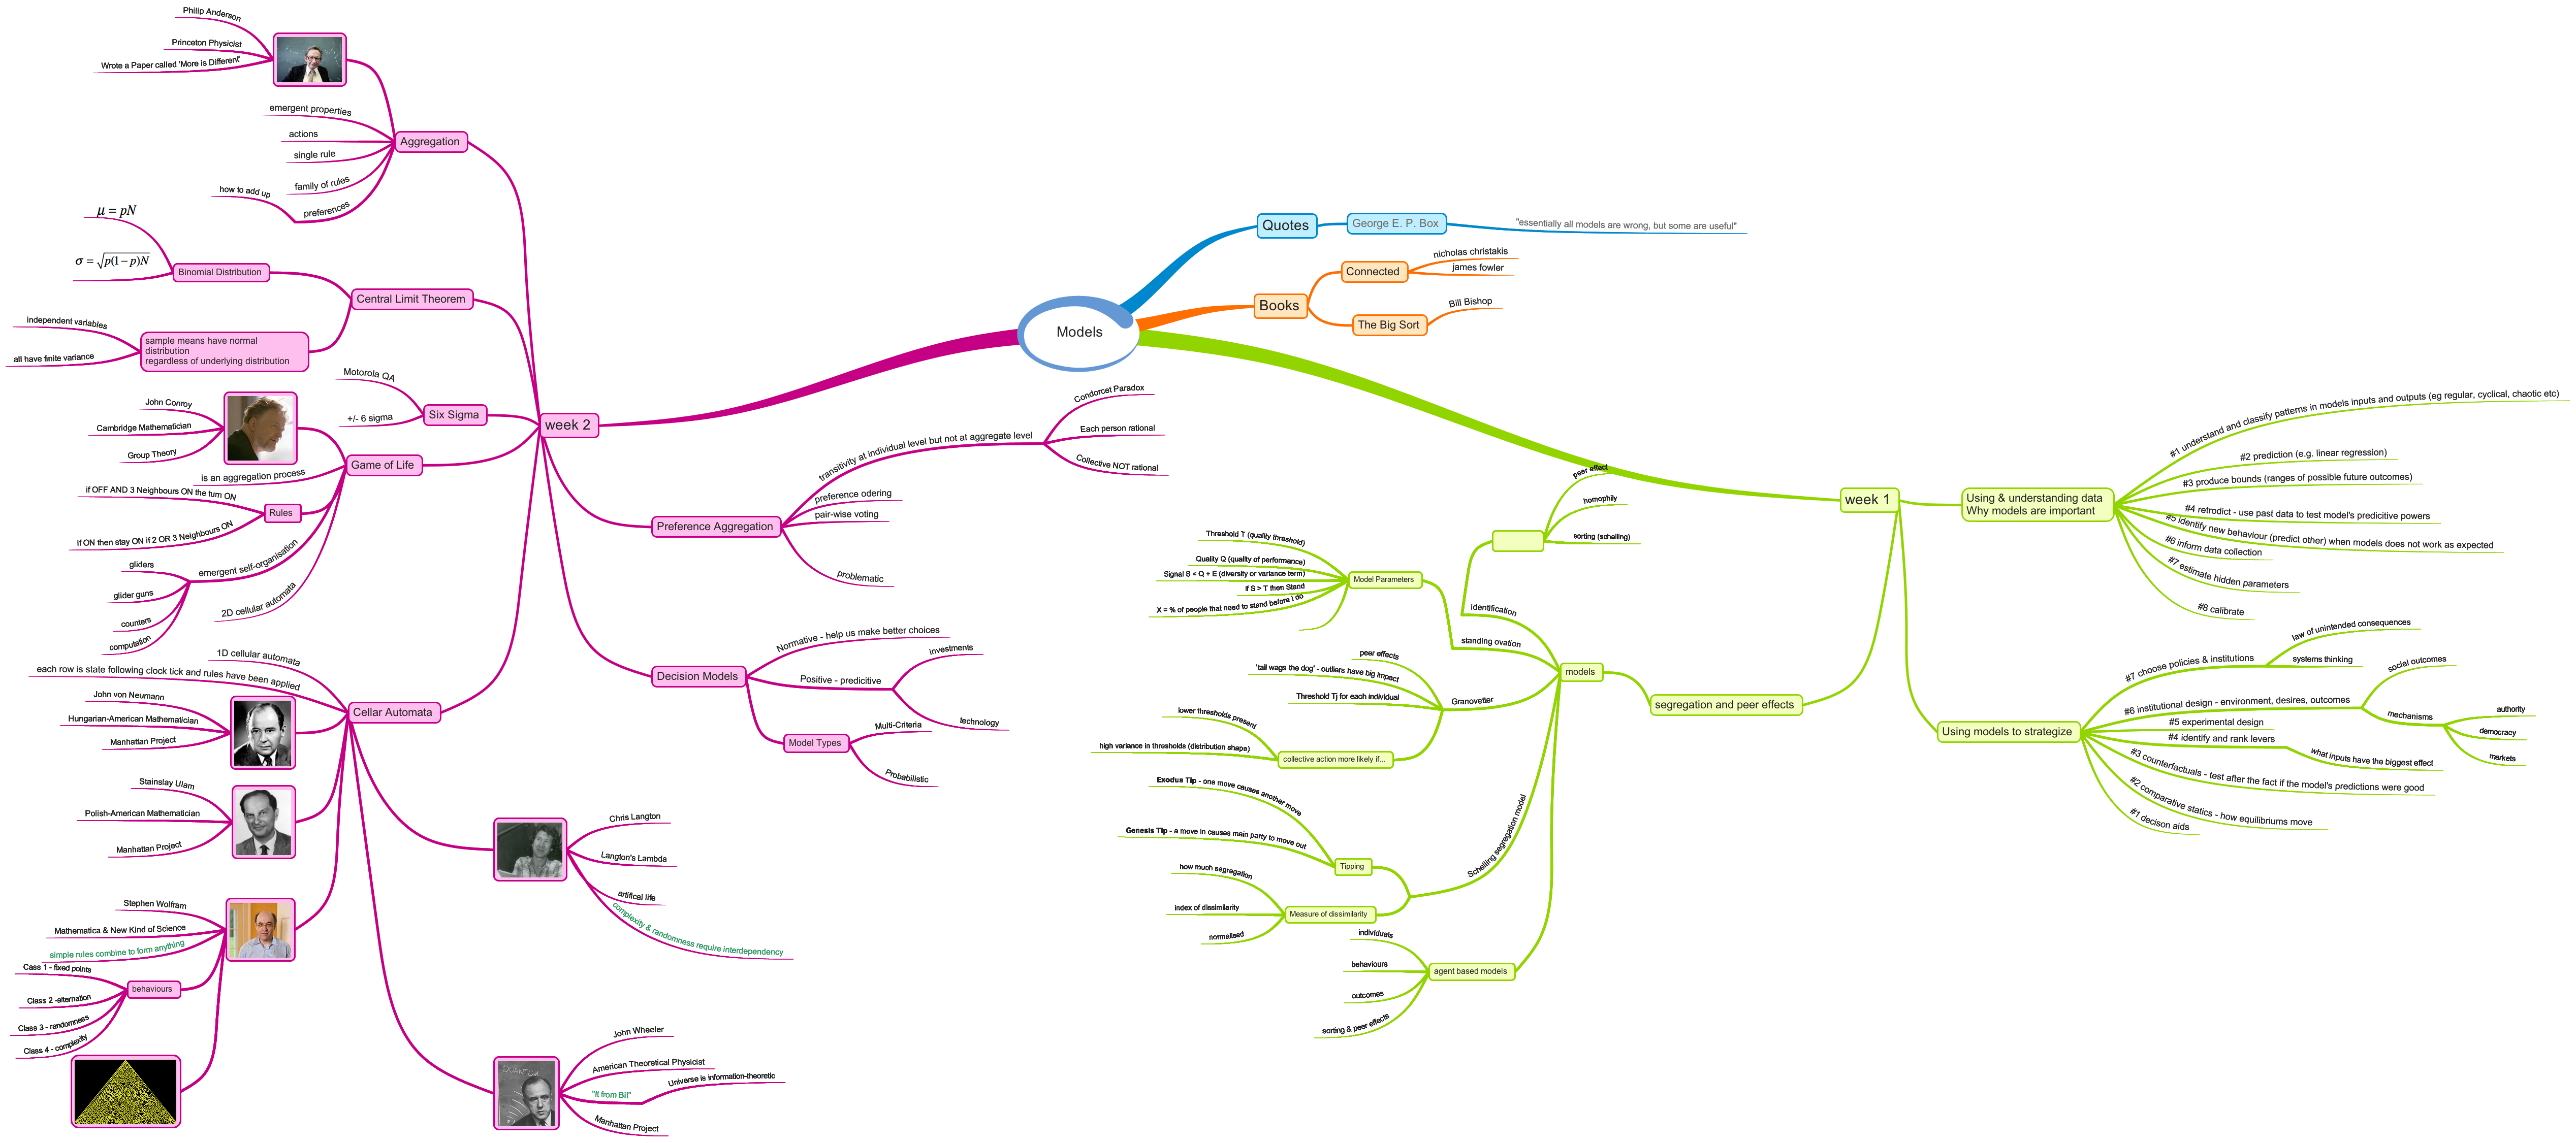 Models
Quotes
George E. P. Box
"essentially all models are wrong, but some are useful"
Books
Connected
nicholas christakis
james fowler
The Big Sort
Bill Bishop
week 1
Using & understanding data
Why models are important
#1 understand and classify patterns in models inputs and outputs (eg regular, cyclical, chaotic etc)
#2 prediction (e.g. linear regression)
#3 produce bounds (ranges of possible future outcomes)
#4 retrodict - use past data to test model's predicitive powers
#5 identify new behaviour (predict other) when models does not work as expected
#6 inform data collection
#7 estimate hidden parameters
#8 calibrate
Using models to strategize
#7 choose policies & institutions
law of unintended consequences
systems thinking
#6 institutional design - environment, desires, outcomes
social outcomes
mechanisms
authority
democracy
markets
#5 experimental design
#4 identify and rank levers
what inputs have the biggest effect
#3 counterfactuals - test after the fact if the model's predictions were good
#2 comparative statics - how equilibriums move
#1 decison aids
segregation and peer effects
models
identification
peer effect
homophily
sorting (schelling)
standing ovation
Model Parameters
Threshold T (quality threshold)
Quality Q (quality of performance)
Signal S = Q + E (diversity or variance term)
if S > T then Stand
X = % of people that need to stand before I do
Granovetter
peer effects
'tail wags the dog' - outliers have big impact
Threshold Tj for each individual
collective action more likely if...
lower thresholds present
high variance in thresholds (distribution shape)
Schelling segregation model
Tipping
Exodus Tip - one move causes another move
Genesis Tip - a move in causes main party to move out
Measure of dissimilarity
how much segregation
index of dissimilarity
normalised
agent based models
individuals
behaviours
outcomes
sorting & peer effects
week 2
Aggregation
Philip Anderson
Princeton Physicist
Wrote a Paper called 'More is Different'
emergent properties
actions
single rule
family of rules
preferences
how to add up
Central Limit Theorem
Binomial Distribution
μ = pN
σ = √p(1−p)N
sample means have normal
distribution
regardless of underlying distribution
independent variables
all have finite variance
Six Sigma
Motorola QA
+/- 6 sigma
Game of Life
John Conroy
Cambridge Mathematician
Group Theory
is an aggregation process
Rules
if OFF AND 3 Neighbours ON the turn ON
if ON then stay ON if 2 OR 3 Neighbours ON
emergent self-organisation
gliders
glider guns
counters
computation
2D cellular automata
Cellar Automata
1D cellular automata
each row is state following clock tick and rules have been applied
John von Neumann
Hungarian-American Mathematician
Manhattan Project
Stainslay Ulam
Polish-American Mathematician
Manhattan Project
Stephen Wolfram
Mathematica & New Kind of Science
simple rules combine to form anything
behaviours
Cass 1 - fixed points
Class 2 -alternation
Class 3 - randomness
Class 4 - complexity
Chris Langton
Langton's Lambda
artifical life
complexity & randomness require interdependency
John Wheeler
American Theoretical Physicist
"It from Bit"
Universe is information-theoretic
Manhattan Project
QUANTUM
Preference Aggregation
transitivity at individual level but not at aggregate level
Condorcet Paradox
Each person rational
Collective NOT rational
preference odering
pair-wise voting
problematic
Decision Models
Normative - help us make better choices
Positive - predicitive
investments
technology
Model Types
Multi-Criteria
Probabilistic